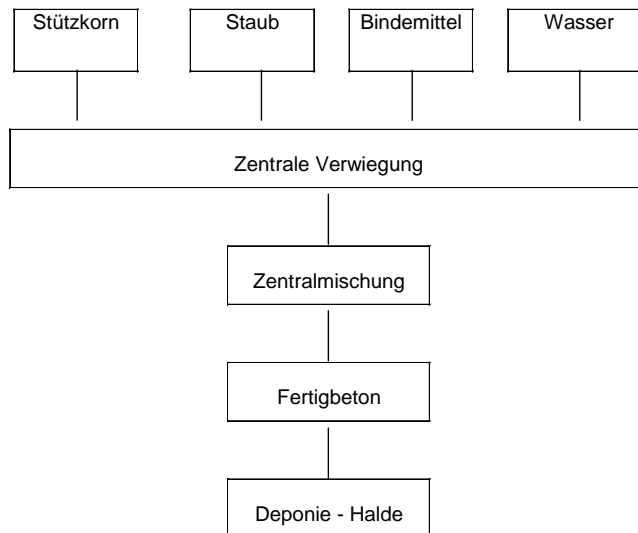 Stützkorn
Staub
Bindemittel
Wasser
Zentrale Verwiegung
Zentralmischung
Fertigbeton
Deponie - Halde